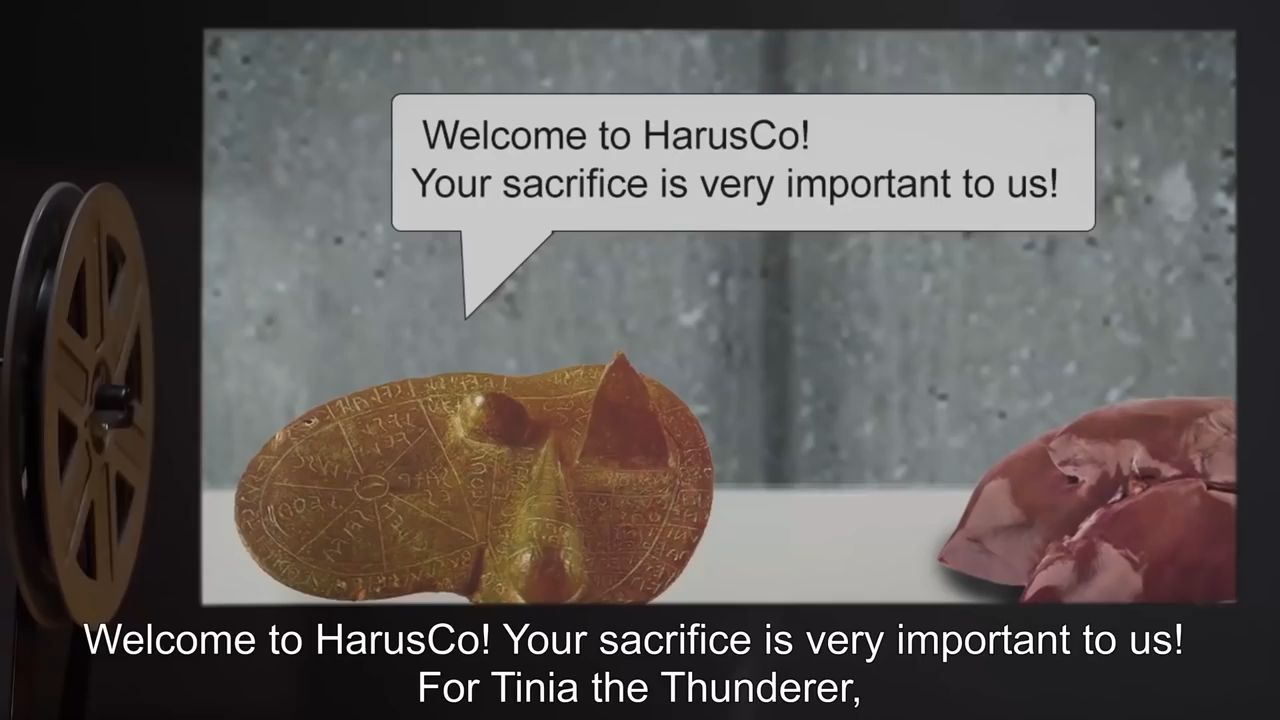 Welcome to HarusCo!
Your sacrifice is very important to us!
Welcome to HarusCo! Your sacrifice is very important to us!
For Tinia the Thunderer,